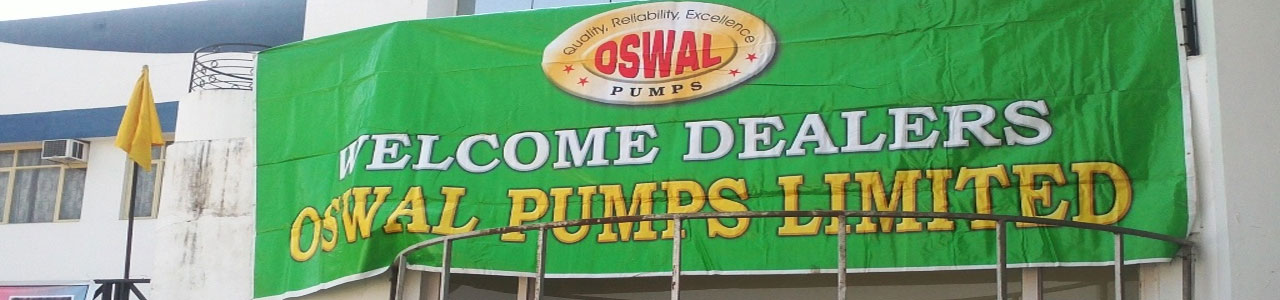 Quality, Reliability, Excellence
OSWAL
PUMPS
WELCOME DEALERS
OSWAL PUMPS LIMITED